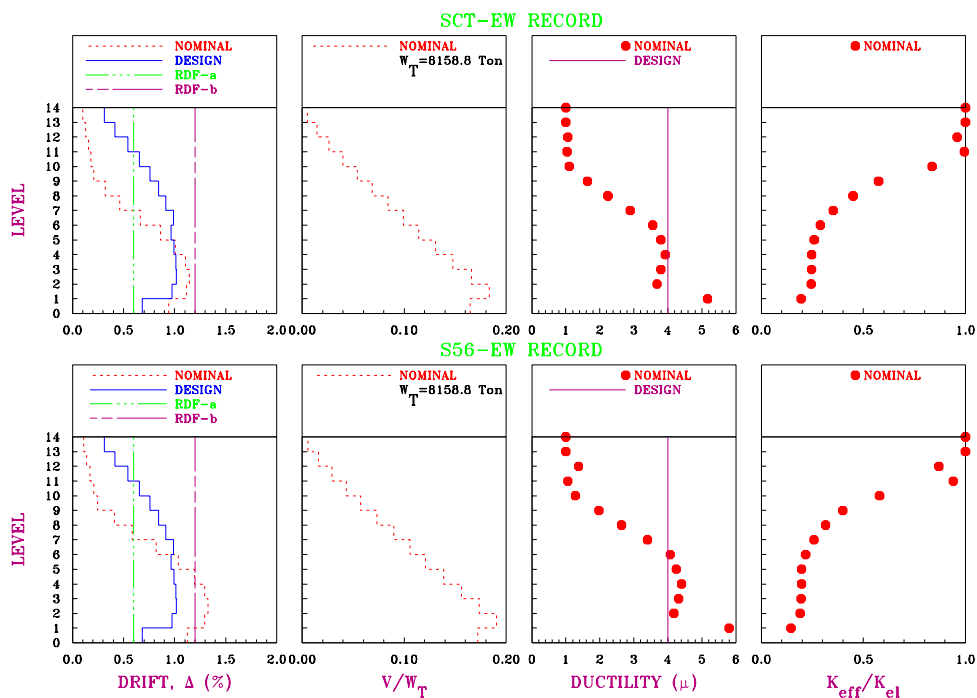 SCT-EW RECORD
NOMINAL
DESIGN
RDF-a
RDF-b
NOMINAL
W_T=8158.8 Ton
NOMINAL
DESIGN
NOMINAL
LEVEL
14
13
12
11
10
9
8
7
6
5
4
3
2
1
0
0.0 0.5 1.0 1.5 2.0
0.00 0.10 0.20
0 1 2 3 4 5 6
0.0 0.5 1.0
S56-EW RECORD
NOMINAL
DESIGN
RDF-a
RDF-b
NOMINAL
W_T=8158.8 Ton
NOMINAL
DESIGN
NOMINAL
LEVEL
14
13
12
11
10
9
8
7
6
5
4
3
2
1
0
0.0 0.5 1.0 1.5 2.0
0.00 0.10 0.20
0 1 2 3 4 5 6
0.0 0.5 1.0
DRIFT, Δ (%)
V/W_T
DUCTILITY (μ)
K_eff/K_el